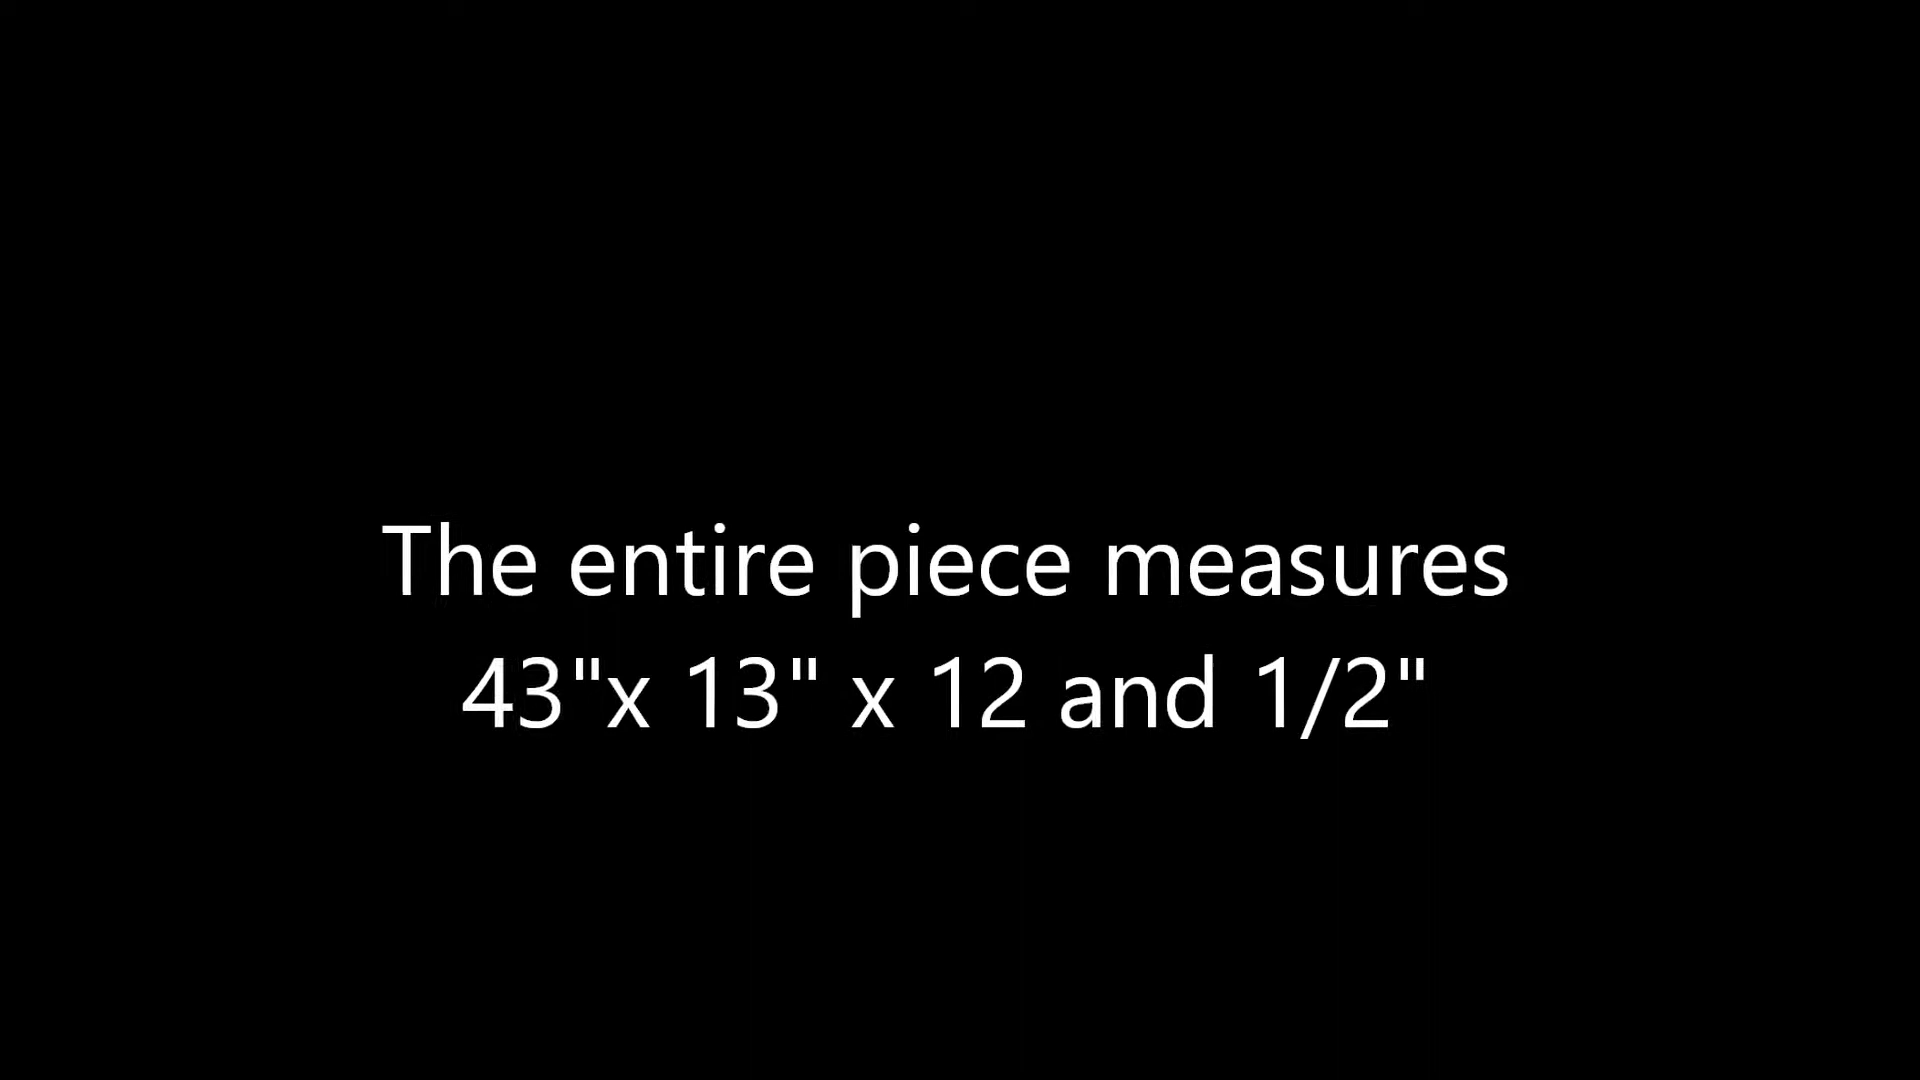 The entire piece measures
43"x 13" x 12 and 1/2"